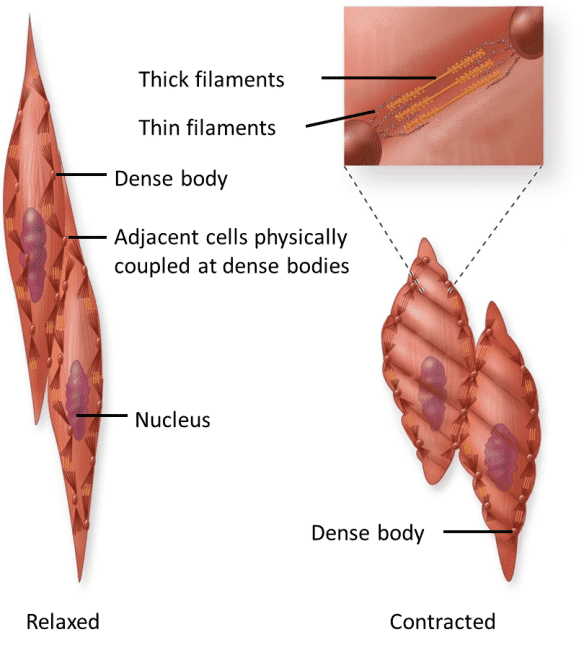 Thick filaments
Thin filaments
Dense body
Adjacent cells physically
coupled at dense bodies
Nucleus
Dense body
Relaxed
Contracted